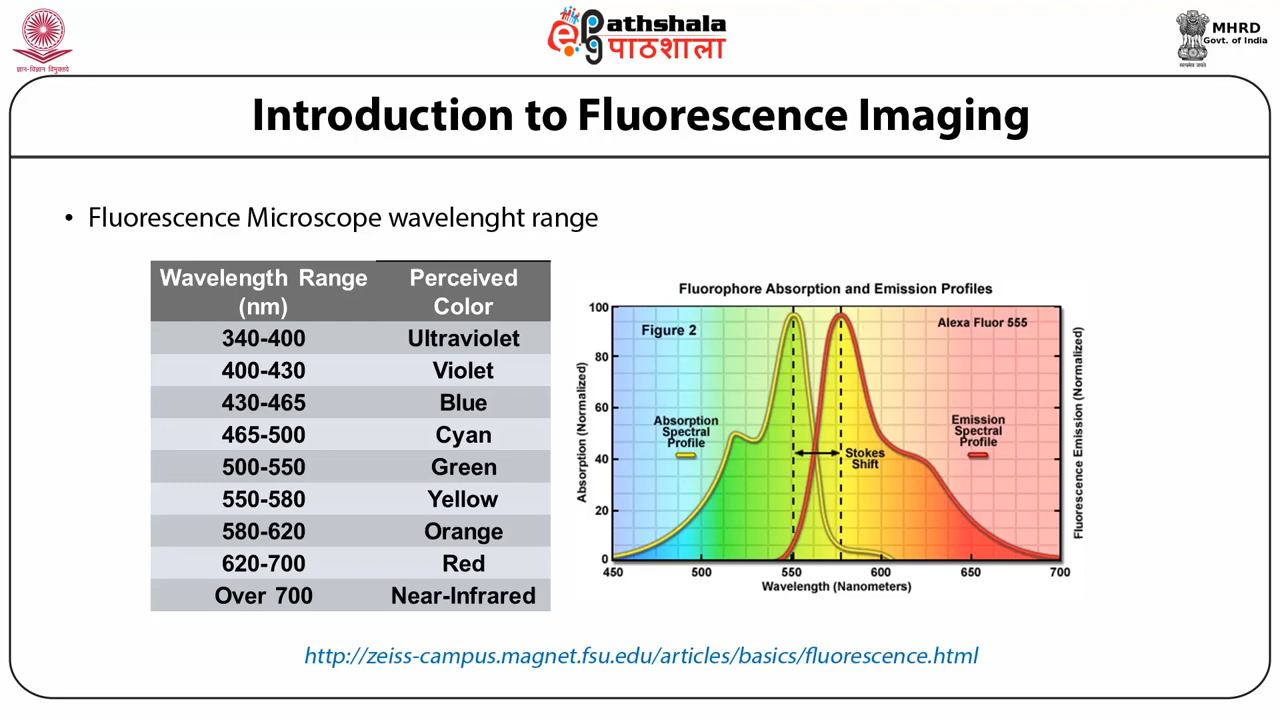 ज्ञान-विज्ञान विमुक्तये
epathshala
पाठशाला
सत्यमेव जयते
MHRD
Govt. of India
Introduction to Fluorescence Imaging
• Fluorescence Microscope wavelenght range
Wavelength Range (nm) Perceived Color
340-400 Ultraviolet
400-430 Violet
430-465 Blue
465-500 Cyan
500-550 Green
550-580 Yellow
580-620 Orange
620-700 Red
Over 700 Near-Infrared
Fluorophore Absorption and Emission Profiles
Figure 2
Alexa Fluor 555
Absorption (Normalized)
100
80
60
40
20
0
Absorption
Spectral
Profile
Stokes
Shift
Emission
Spectral
Profile
Fluorescence Emission (Normalized)
450 500 550 600 650 700
Wavelength (Nanometers)
http://zeiss-campus.magnet.fsu.edu/articles/basics/fluorescence.html